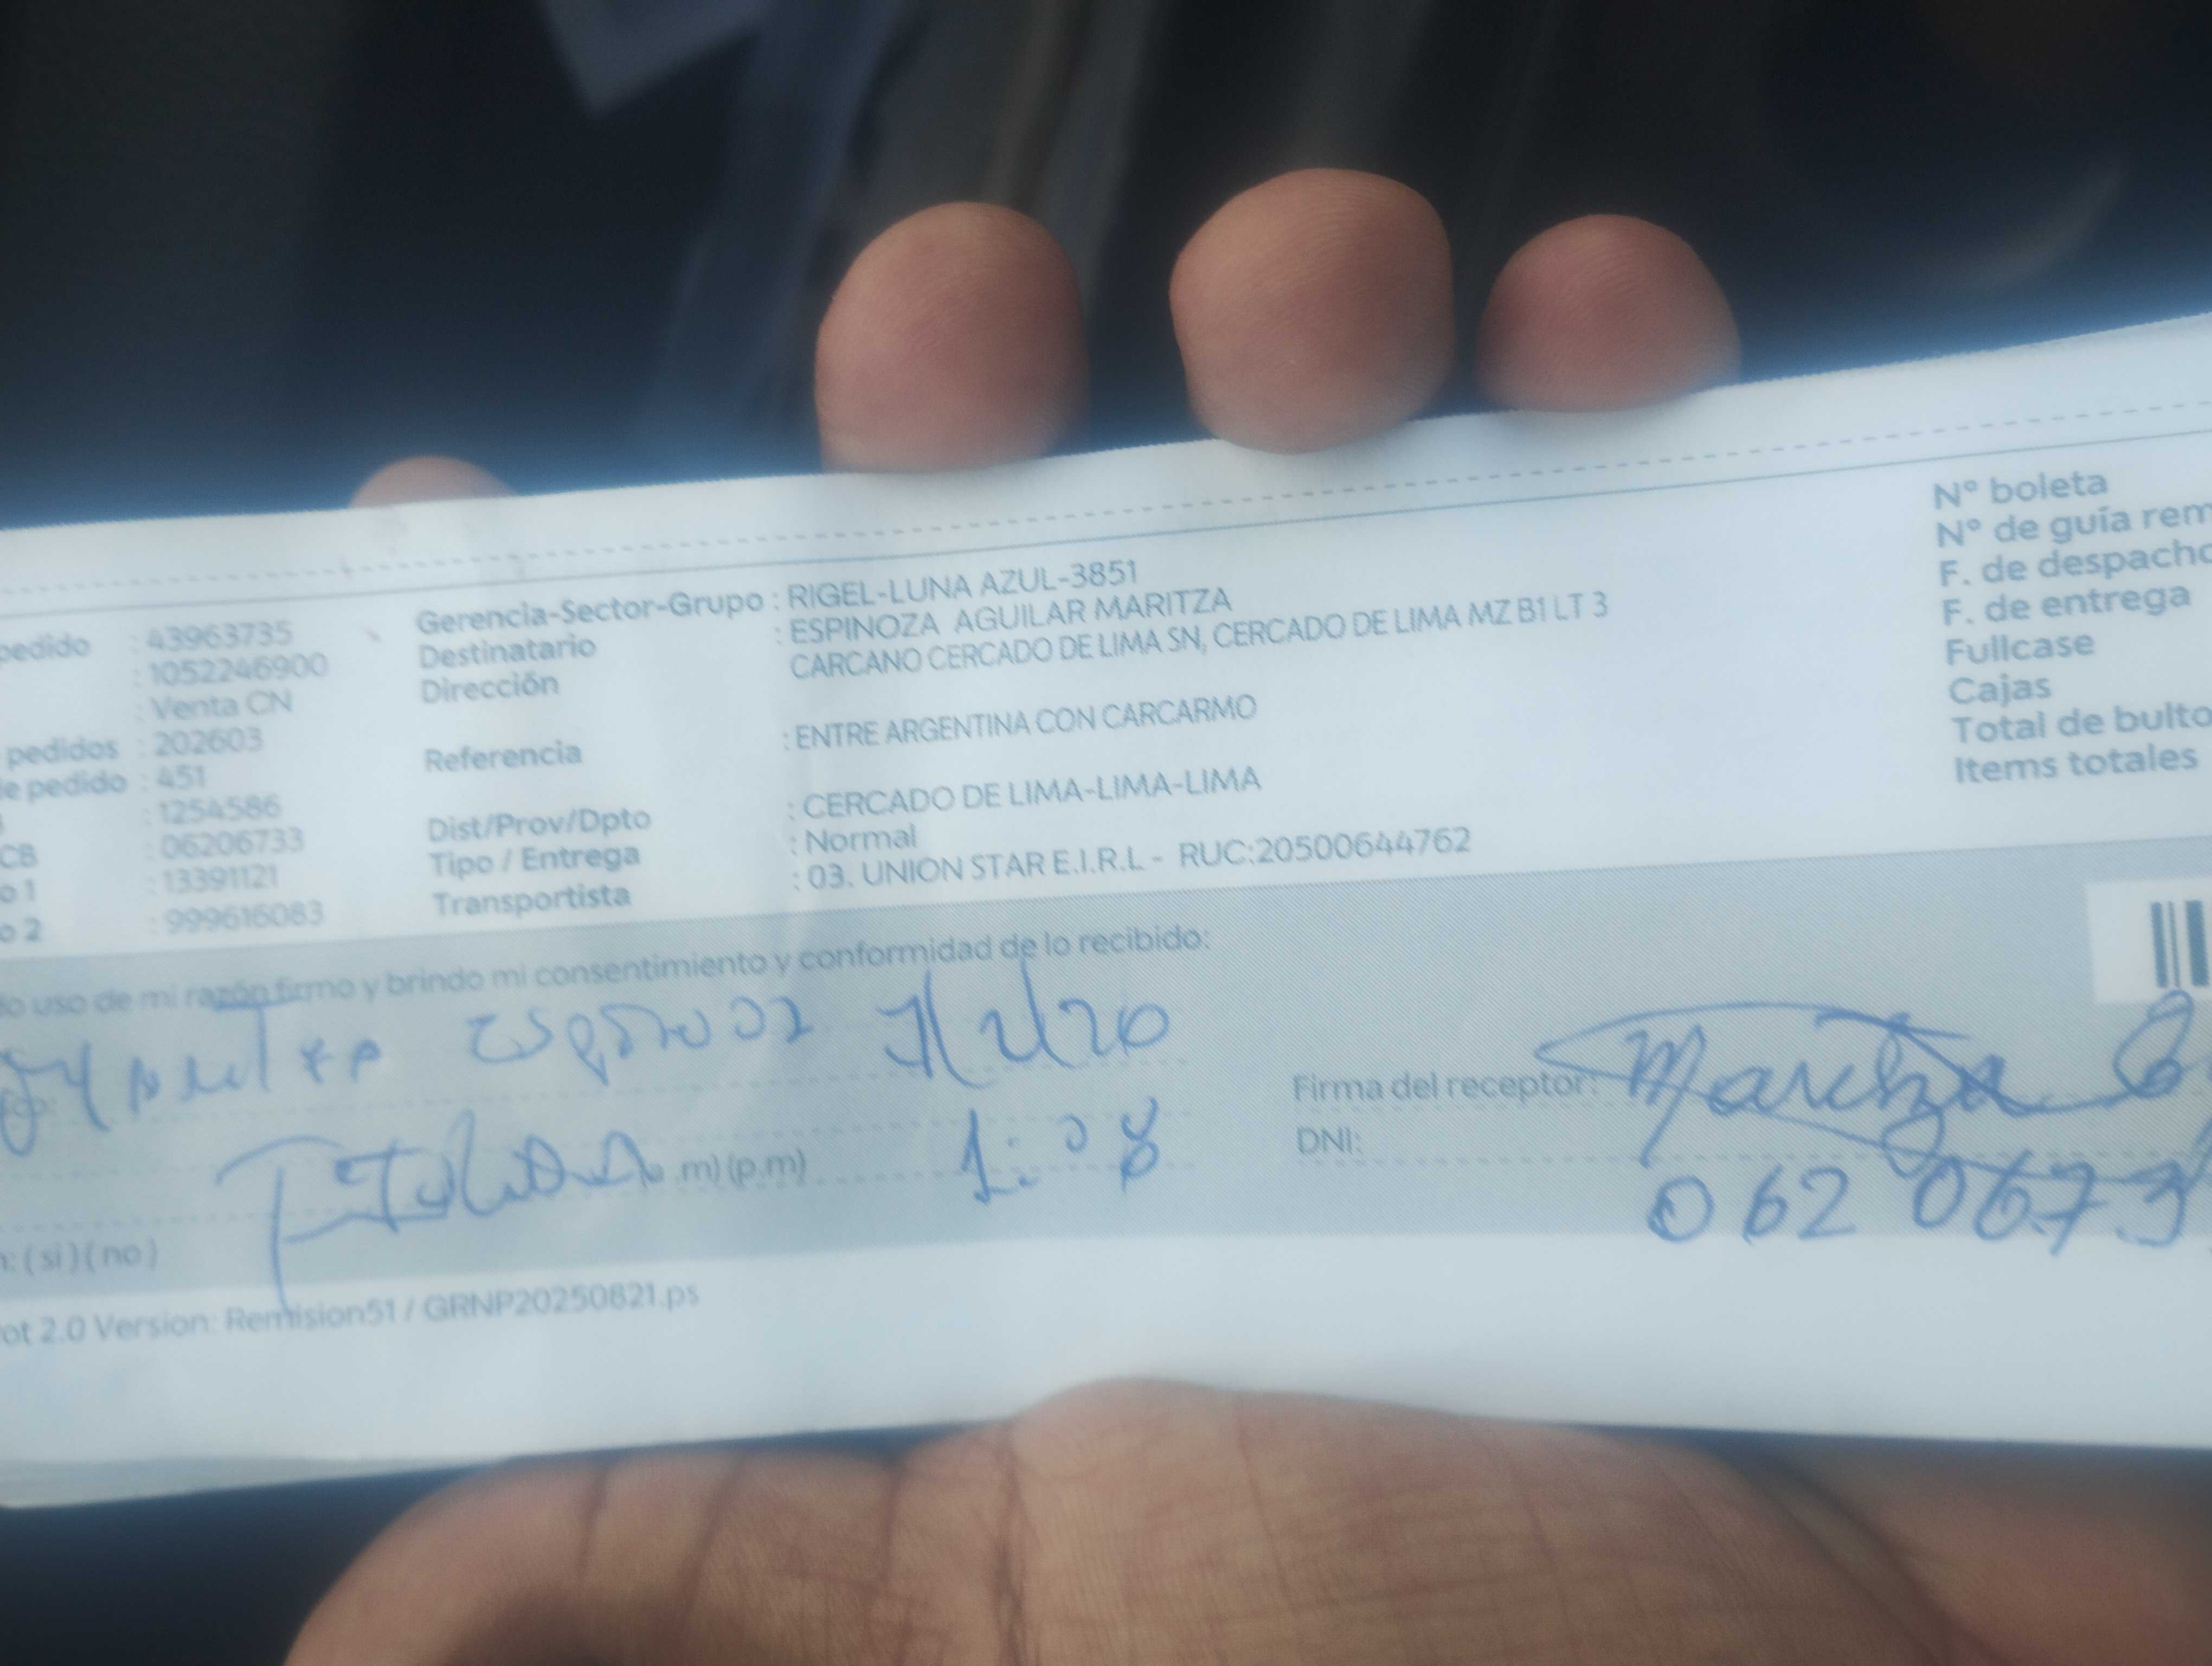 pedido : 43963735
: 1052246900
: Venta CN
pedidos : 202603
de pedido : 451
: 1254586
CB : 06206733
o 1 : 13391121
o 2 : 999616083
Gerencia-Sector-Grupo : RIGEL-LUNA AZUL-3851
Destinatario : ESPINOZA AGUILAR MARITZA
Dirección CARCANO CERCADO DE LIMA SN, CERCADO DE LIMA MZ B1 LT 3
Referencia : ENTRE ARGENTINA CON CARCARMO
Dist/Prov/Dpto : CERCADO DE LIMA-LIMA-LIMA
Tipo / Entrega : Normal
Transportista : 03. UNION STAR E.I.R.L - RUC:20500644762
N° boleta
N° de guía rem
F. de despacho
F. de entrega
Fullcase
Cajas
Total de bulto
Items totales
do uso de mi razón firmo y brindo mi consentimiento y conformidad de lo recibido:
Firma del receptor: Maritza
.m) (p.m) 1:08
DNI: 0620673
: ( si ) ( no )
ot 2.0 Version: Remision51 / GRNP20250821.ps